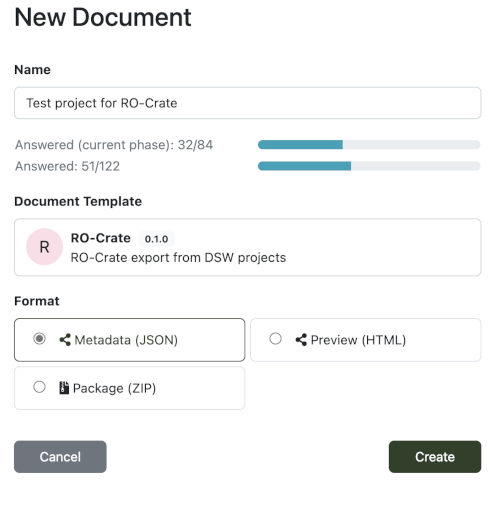 New Document
Name
Test project for RO-Crate
Answered (current phase): 32/84
Answered: 51/122
Document Template
R
RO-Crate 0.1.0
RO-Crate export from DSW projects
Format
Metadata (JSON)
Preview (HTML)
Package (ZIP)
Cancel
Create